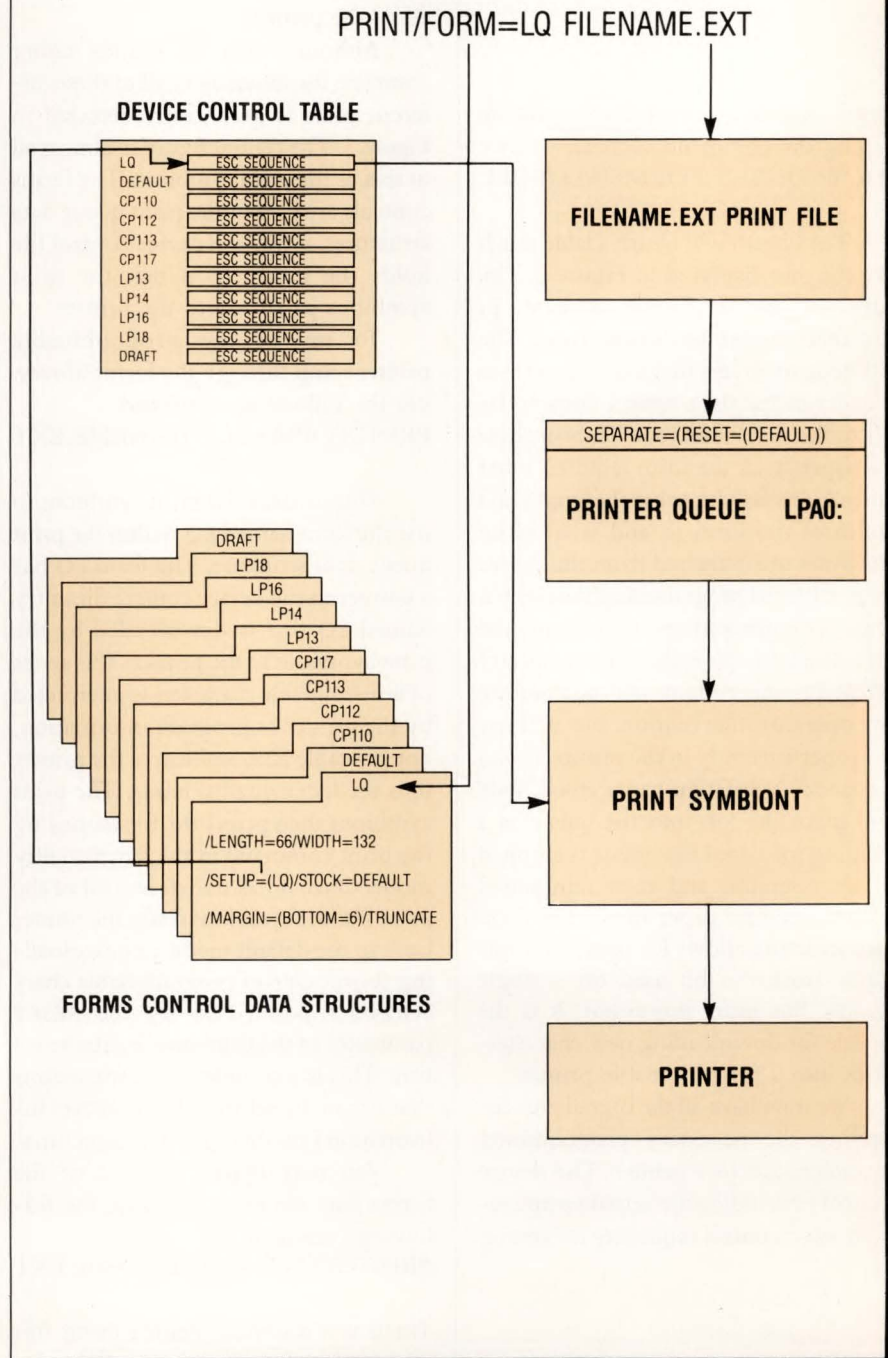 PRINT/FORM=LQ FILENAME.EXT
DEVICE CONTROL TABLE
LQ ESC SEQUENCE
DEFAULT ESC SEQUENCE
CP110 ESC SEQUENCE
CP112 ESC SEQUENCE
CP113 ESC SEQUENCE
CP117 ESC SEQUENCE
LP13 ESC SEQUENCE
LP14 ESC SEQUENCE
LP16 ESC SEQUENCE
LP18 ESC SEQUENCE
DRAFT ESC SEQUENCE
FILENAME.EXT PRINT FILE
SEPARATE=(RESET=(DEFAULT))
PRINTER QUEUE LPA0:
DRAFT
LP18
LP16
LP14
LP13
CP117
CP113
CP112
CP110
DEFAULT
LQ
/LENGTH=66/WIDTH=132
/SETUP=(LQ)/STOCK=DEFAULT
/MARGIN=(BOTTOM=6)/TRUNCATE
FORMS CONTROL DATA STRUCTURES
PRINT SYMBIONT
PRINTER